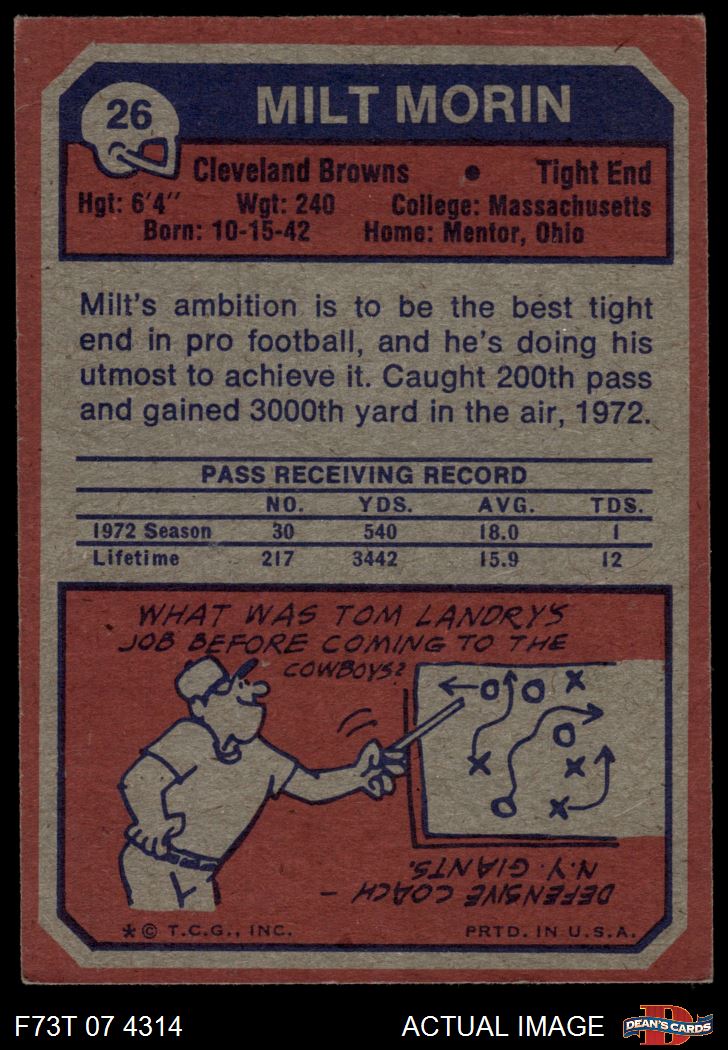 26
MILT MORIN
Cleveland Browns • Tight End
Hgt: 6'4" Wgt: 240 College: Massachusetts
Born: 10-15-42 Home: Mentor, Ohio
Milt's ambition is to be the best tight
end in pro football, and he's doing his
utmost to achieve it. Caught 200th pass
and gained 3000th yard in the air, 1972.
PASS RECEIVING RECORD
NO. YDS. AVG. TDS.
1972 Season 30 540 18.0 1
Lifetime 217 3442 15.9 12
WHAT WAS TOM LANDRY'S
JOB BEFORE COMING TO THE
COWBOYS?
DEFENSIVE COACH –
N.Y. GIANTS.
* © T.C.G., INC. PRTD. IN U.S.A.
F73T 07 4314 ACTUAL IMAGE
D
DEAN'S CARDS